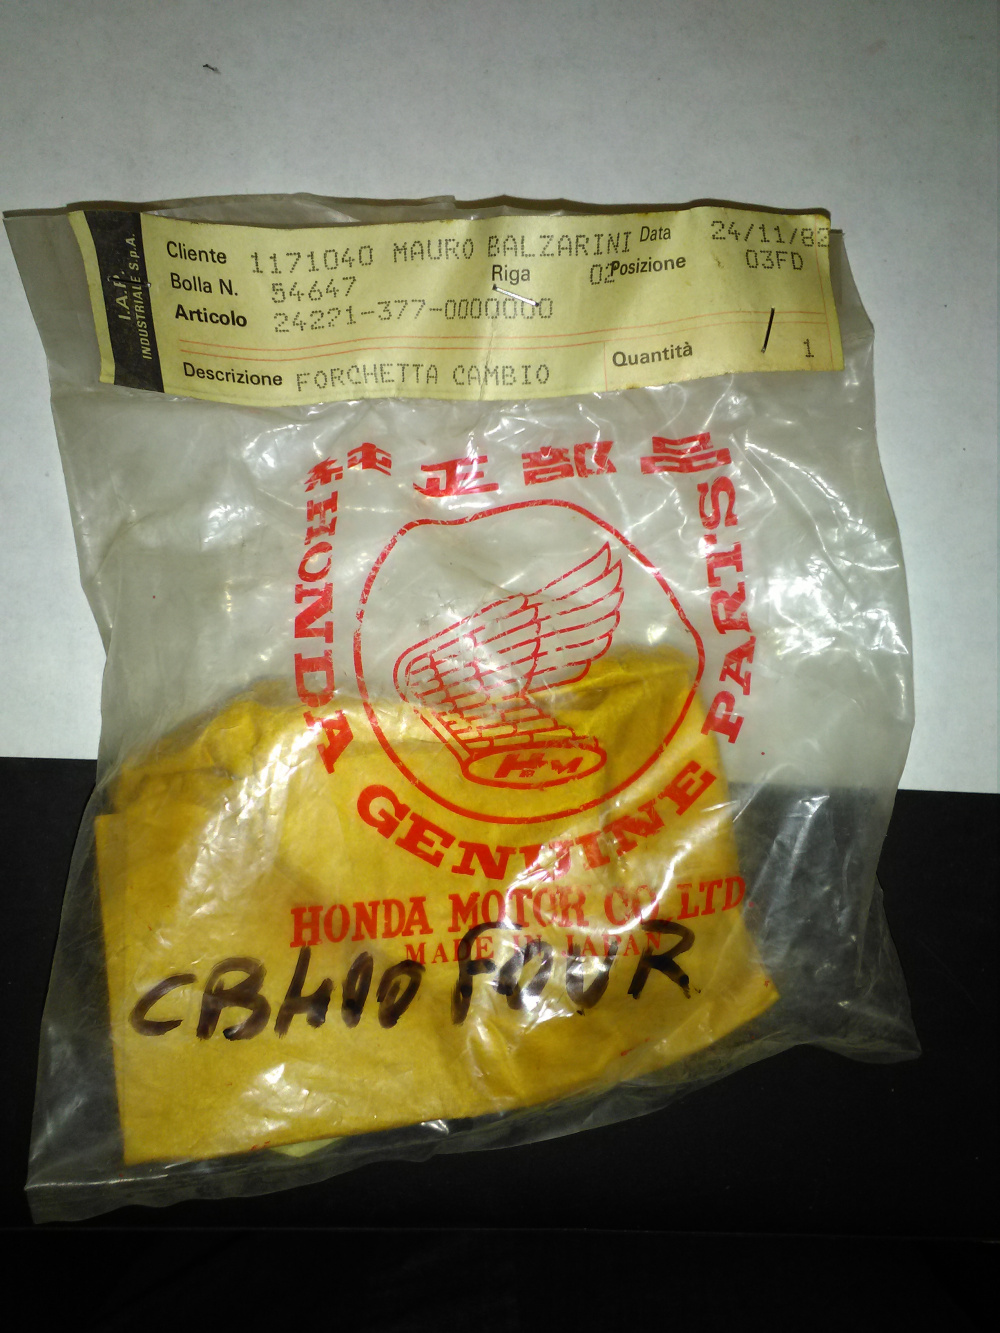 I.A.P.
INDUSTRIALE S.p.A.
Cliente 1171040 MAURO BALZARINI Data 24/11/83
Bolla N. 54647 Riga 02 Posizione 03FD
Articolo 24221-377-0000000
Descrizione FORCHETTA CAMBIO Quantità 1
純正部品
HONDA GENUINE PARTS
HM
HONDA MOTOR CO. LTD.
MADE IN JAPAN
CB400 FOUR